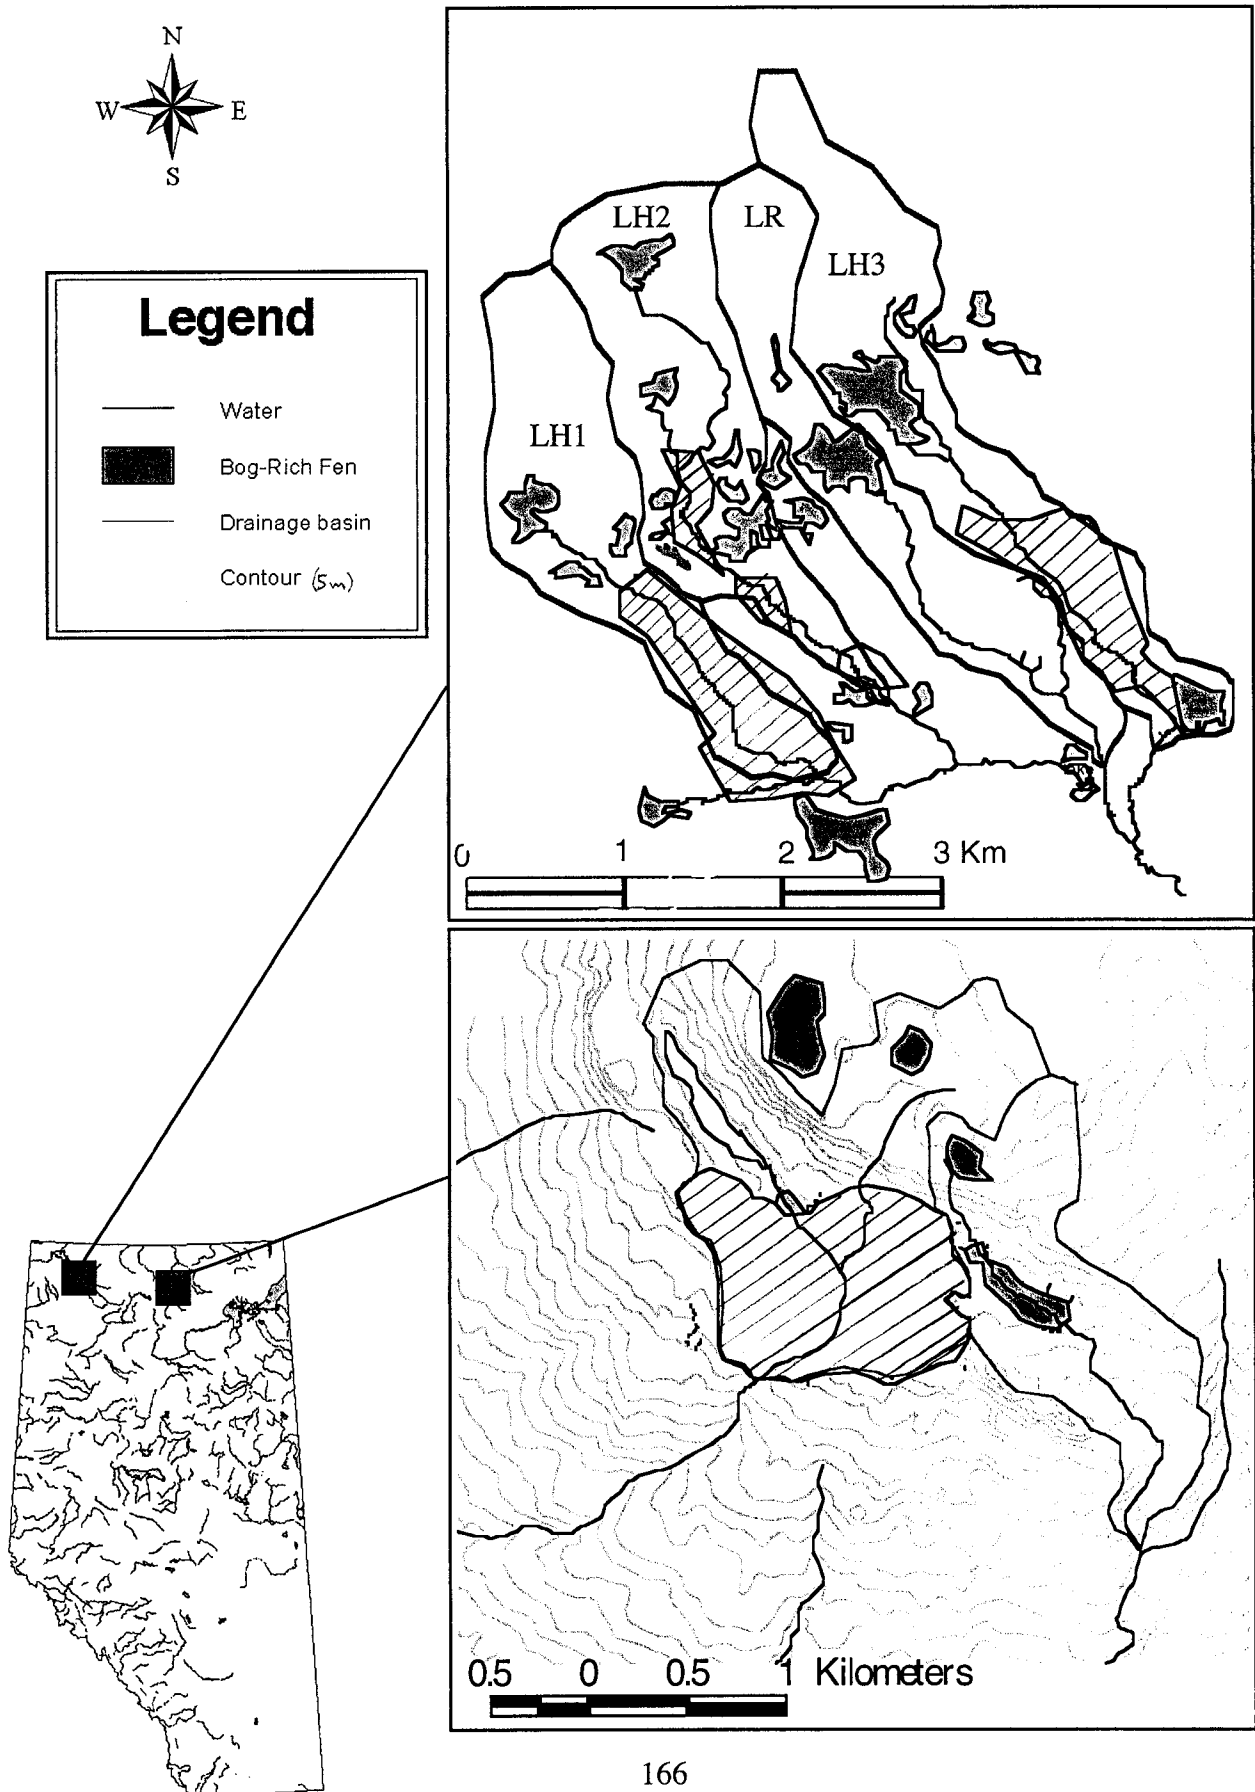 N
W E
S
Legend
Water
Bog-Rich Fen
Drainage basin
Contour (5m)
LH2 LR
LH3
LH1
0 1 2 3 Km
0.5 0 0.5 1 Kilometers
166